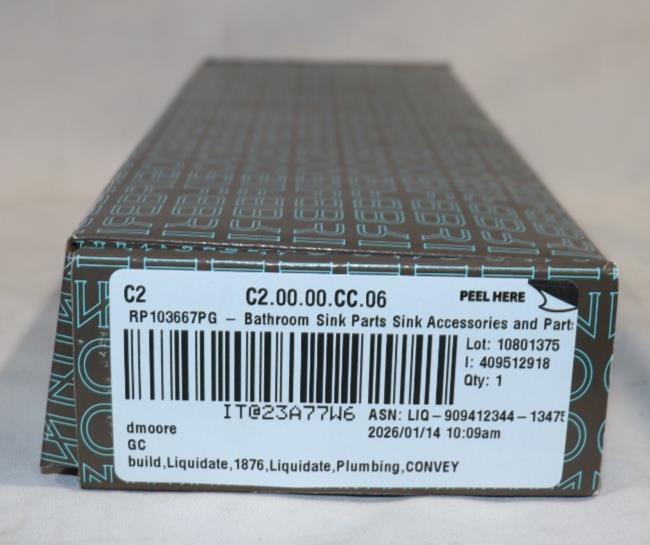 C2 C2.00.00.CC.06 PEEL HERE
RP103667PG – Bathroom Sink Parts Sink Accessories and Parts
Lot: 10801375
I: 409512918
Qty: 1
IT@23A77W6 ASN: LIQ-909412344-13475
dmoore 2026/01/14 10:09am
GC
build,Liquidate,1876,Liquidate,Plumbing,CONVEY